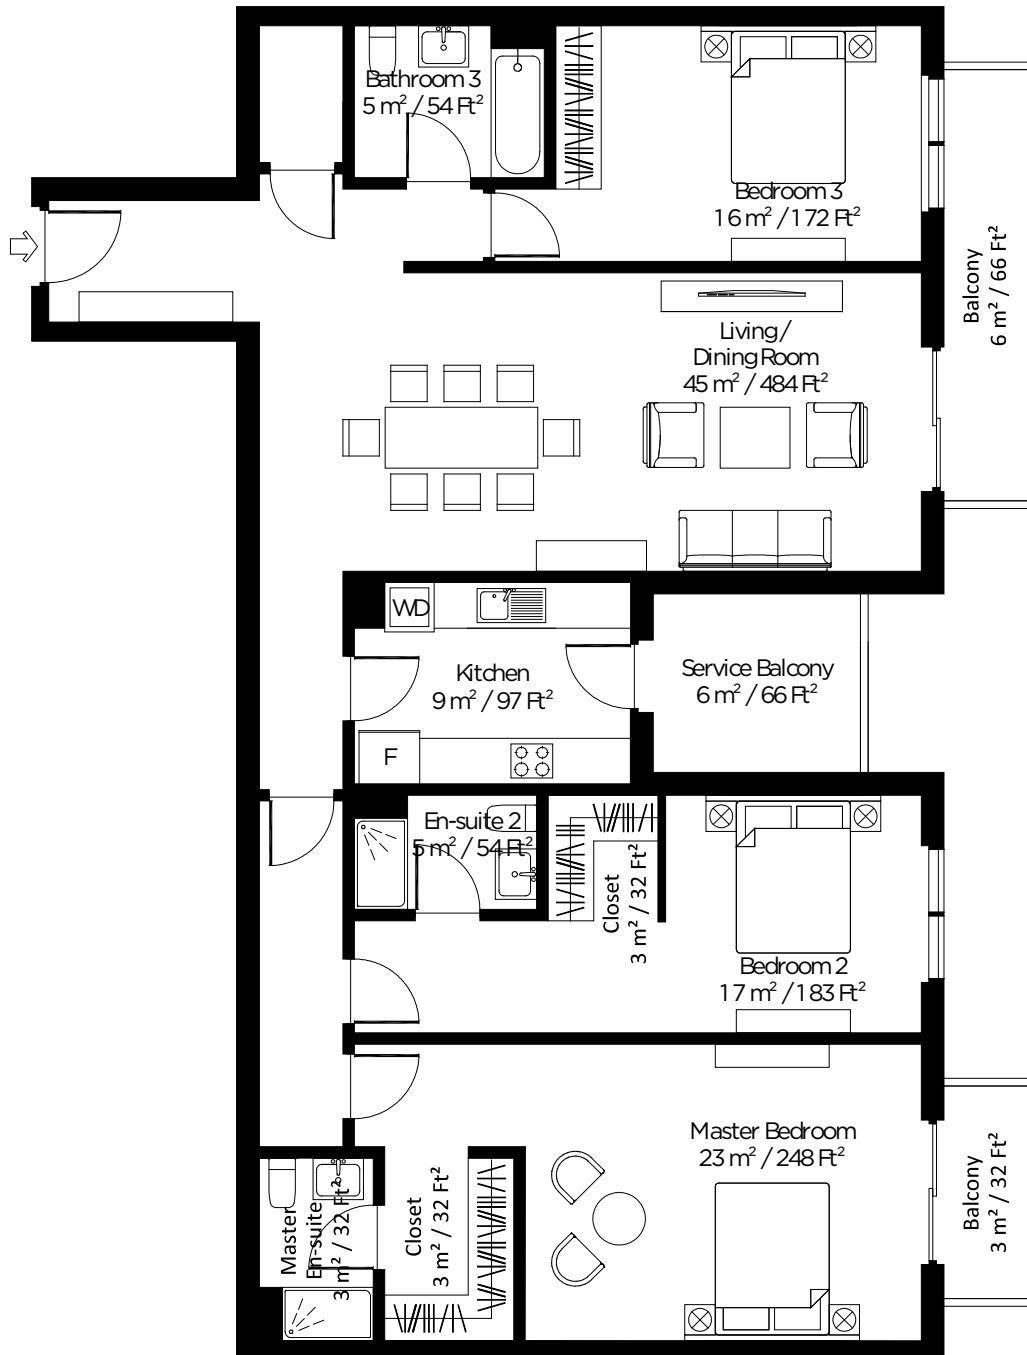 Bathroom 3
5 m² / 54 Ft²
Bedroom 3
16 m² / 172 Ft²
Balcony
6 m² / 66 Ft²
Living /
Dining Room
45 m² / 484 Ft²
WD
Kitchen
9 m² / 97 Ft²
F
Service Balcony
6 m² / 66 Ft²
En-suite 2
5 m² / 54 Ft²
Closet
3 m² / 32 Ft²
Bedroom 2
17 m² / 183 Ft²
Master Bedroom
23 m² / 248 Ft²
Balcony
3 m² / 32 Ft²
Master
En-suite
3 m² / 32 Ft²
Closet
3 m² / 32 Ft²